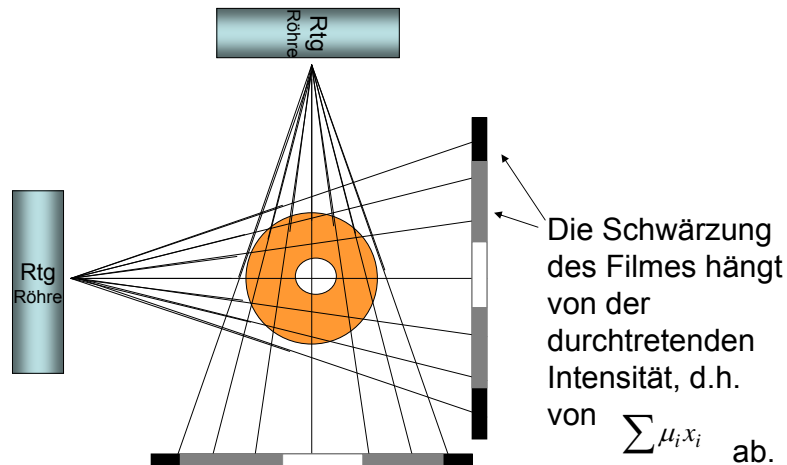 Rtg
Röhre
Rtg
Röhre
Die Schwärzung
des Filmes hängt
von der
durchtretenden
Intensität, d.h.
von ∑ μᵢxᵢ ab.